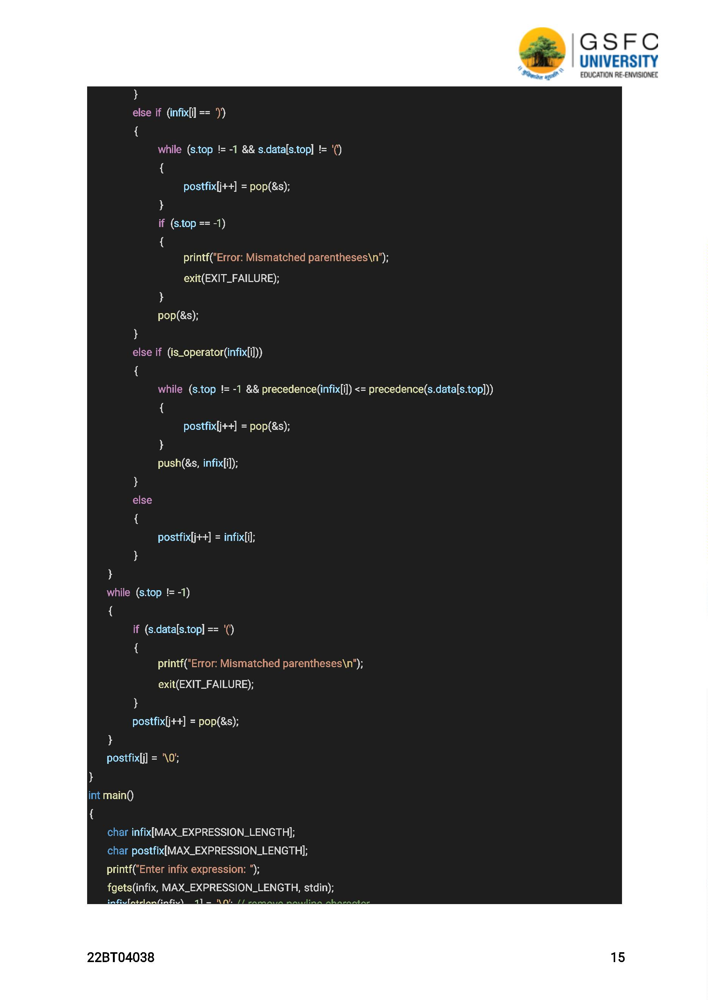 GSFC
UNIVERSITY
EDUCATION RE-ENVISIONED
}
else if (infix[i] == ')')
{
while (s.top != -1 && s.data[s.top] != '(')
{
postfix[j++] = pop(&s);
}
if (s.top == -1)
{
printf("Error: Mismatched parentheses\n");
exit(EXIT_FAILURE);
}
pop(&s);
}
else if (is_operator(infix[i]))
{
while (s.top != -1 && precedence(infix[i]) <= precedence(s.data[s.top]))
{
postfix[j++] = pop(&s);
}
push(&s, infix[i]);
}
else
{
postfix[j++] = infix[i];
}
}
while (s.top != -1)
{
if (s.data[s.top] == '(')
{
printf("Error: Mismatched parentheses\n");
exit(EXIT_FAILURE);
}
postfix[j++] = pop(&s);
}
postfix[j] = '\0';
}
int main()
{
char infix[MAX_EXPRESSION_LENGTH];
char postfix[MAX_EXPRESSION_LENGTH];
printf("Enter infix expression: ");
fgets(infix, MAX_EXPRESSION_LENGTH, stdin);
infix[strlen(infix) - 1] = '\0'; // remove newline character
22BT04038 15